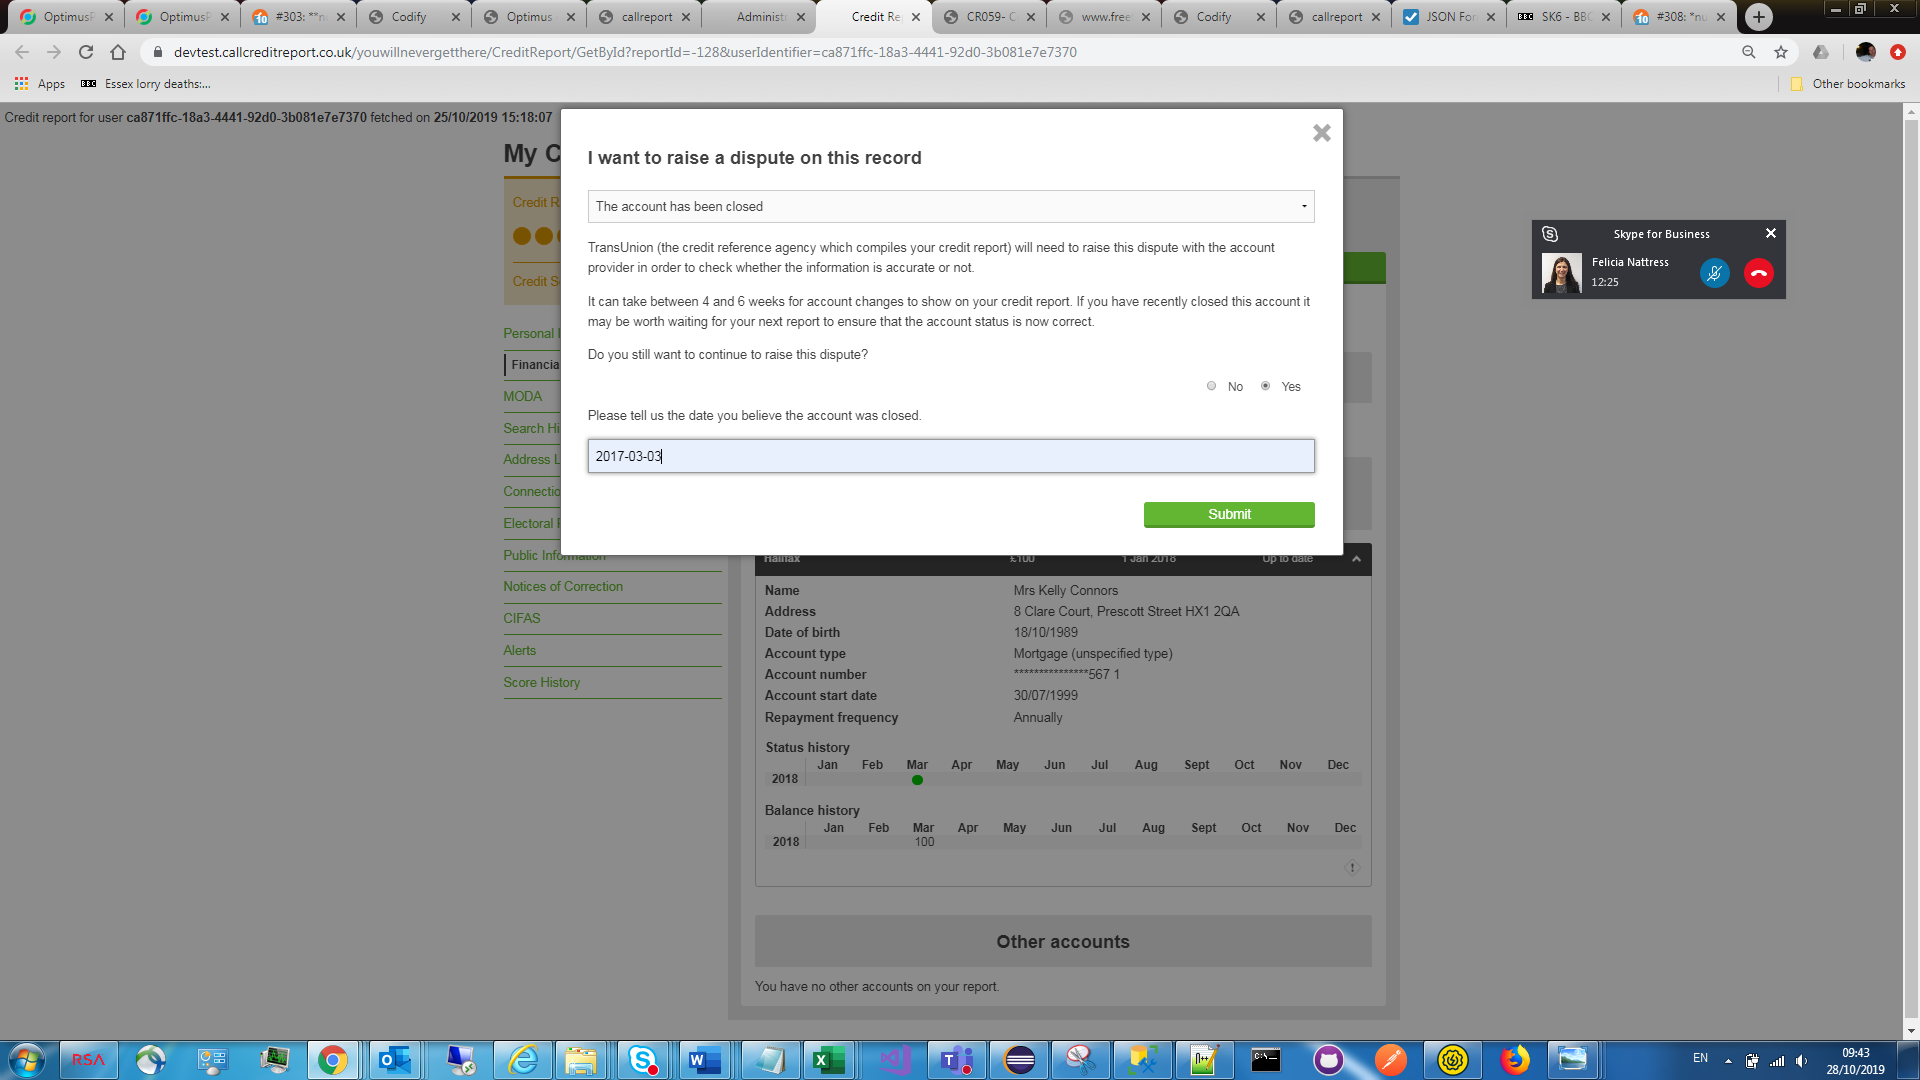 OptimusF
OptimusF
#303: **n
Codify
Optimus
callreport
Administr
Credit Re
CR059- C
www.free
Codify
callreport
JSON For
BBC
SK6 - BBC
#308: *nu
devtest.callcreditreport.co.uk/youwillnevergetthere/CreditReport/GetById?reportId=-128&userIdentifier=ca871ffc-18a3-4441-92d0-3b081e7e7370
Apps
BBC
Essex lorry deaths:...
Other bookmarks
Credit report for user ca871ffc-18a3-4441-92d0-3b081e7e7370 fetched on 25/10/2019 15:18:07
My C
Credit R
Credit S
Personal I
Financia
MODA
Search Hi
Address L
Connectio
Electoral R
Public Information
Notices of Correction
CIFAS
Alerts
Score History
I want to raise a dispute on this record
The account has been closed
TransUnion (the credit reference agency which compiles your credit report) will need to raise this dispute with the account
provider in order to check whether the information is accurate or not.
It can take between 4 and 6 weeks for account changes to show on your credit report. If you have recently closed this account it
may be worth waiting for your next report to ensure that the account status is now correct.
Do you still want to continue to raise this dispute?
No Yes
Please tell us the date you believe the account was closed.
2017-03-03
Submit
Skype for Business
Felicia Nattress
12:25
Halifax £100 1 Jan 2018 Up to date
Name Mrs Kelly Connors
Address 8 Clare Court, Prescott Street HX1 2QA
Date of birth 18/10/1989
Account type Mortgage (unspecified type)
Account number ***************567 1
Account start date 30/07/1999
Repayment frequency Annually
Status history
Jan Feb Mar Apr May Jun Jul Aug Sept Oct Nov Dec
2018
Balance history
Jan Feb Mar Apr May Jun Jul Aug Sept Oct Nov Dec
2018 100
Other accounts
You have no other accounts on your report.
RSA
EN
09:43
28/10/2019